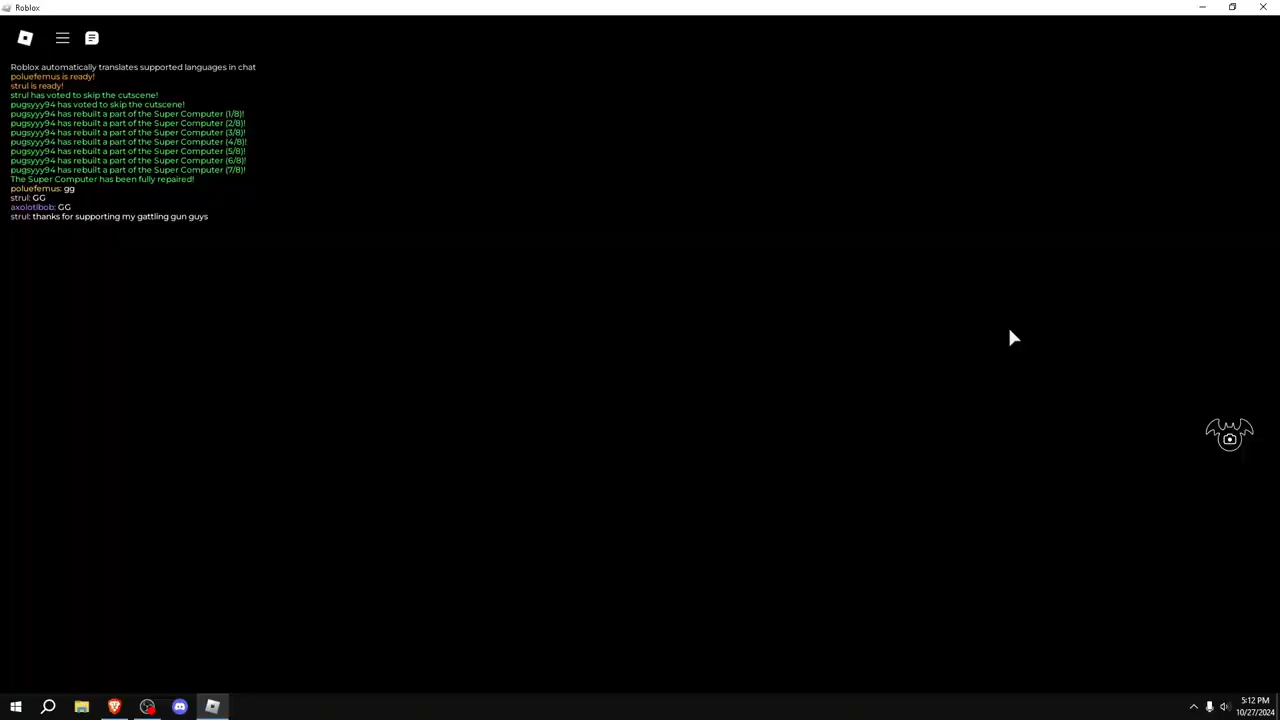 Roblox
Roblox automatically translates supported languages in chat
poluefemus is ready!
strul is ready!
strul has voted to skip the cutscene!
pugsyyy94 has voted to skip the cutscene!
pugsyyy94 has rebuilt a part of the Super Computer (1/8)!
pugsyyy94 has rebuilt a part of the Super Computer (2/8)!
pugsyyy94 has rebuilt a part of the Super Computer (3/8)!
pugsyyy94 has rebuilt a part of the Super Computer (4/8)!
pugsyyy94 has rebuilt a part of the Super Computer (5/8)!
pugsyyy94 has rebuilt a part of the Super Computer (6/8)!
pugsyyy94 has rebuilt a part of the Super Computer (7/8)!
The Super Computer has been fully repaired!
poluefemus: gg
strul: GG
axolotlbob: GG
strul: thanks for supporting my gattling gun guys
5:12 PM
10/27/2024